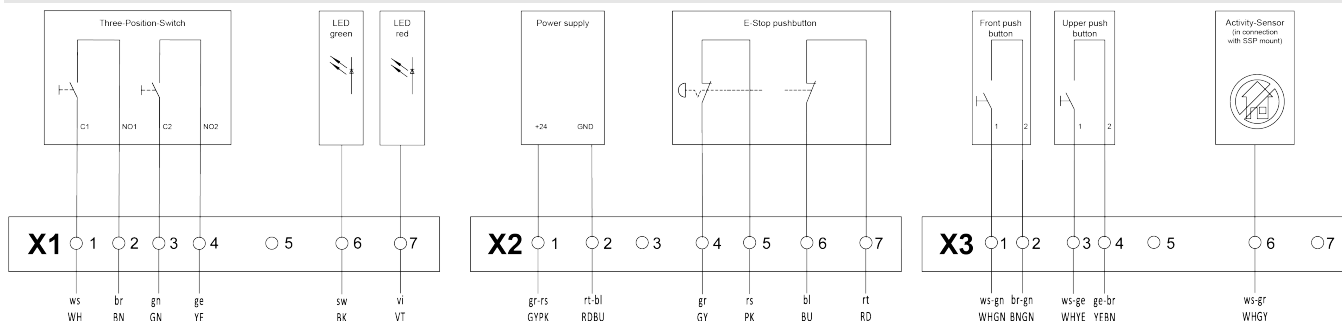 Three-Position-Switch
C1 NO1 C2 NO2
LED
green
LED
red
Power supply
+24 GND
E-Stop pushbutton
Front push
button
1 2
Upper push
button
1 2
Activity-Sensor
(in connection
with SSP mount)
X1 1 2 3 4 5 6 7
X2 1 2 3 4 5 6 7
X3 1 2 3 4 5 6 7
ws br gn ge sw vi
WH BN GN YE BK VT
gr-rs rt-bl gr rs bl rt
GYPK RDBU GY PK BU RD
ws-gn br-gn ws-ge ge-br ws-gr
WHGN BNGN WHYE YEBN WHGY